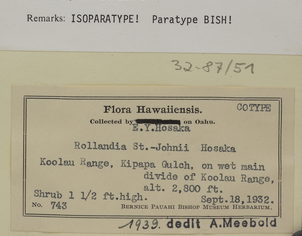 Remarks: ISOPARATYPE! Paratype BISH!
32-87/51
Flora Hawaiiensis. COTYPE
Collected by on Oahu.
E.Y.Hosaka
Rollandia St.-Johnii Hosaka
Koolau Range, Kipapa Gulch, on wet main
divide of Koolau Range,
alt. 2,800 ft.
Shrub 1 1/2 ft.high. Sept.18,1932.
No. 743 Bernice Pauahi Bishop Museum Herbarium.
1939. dedit A.Meebold